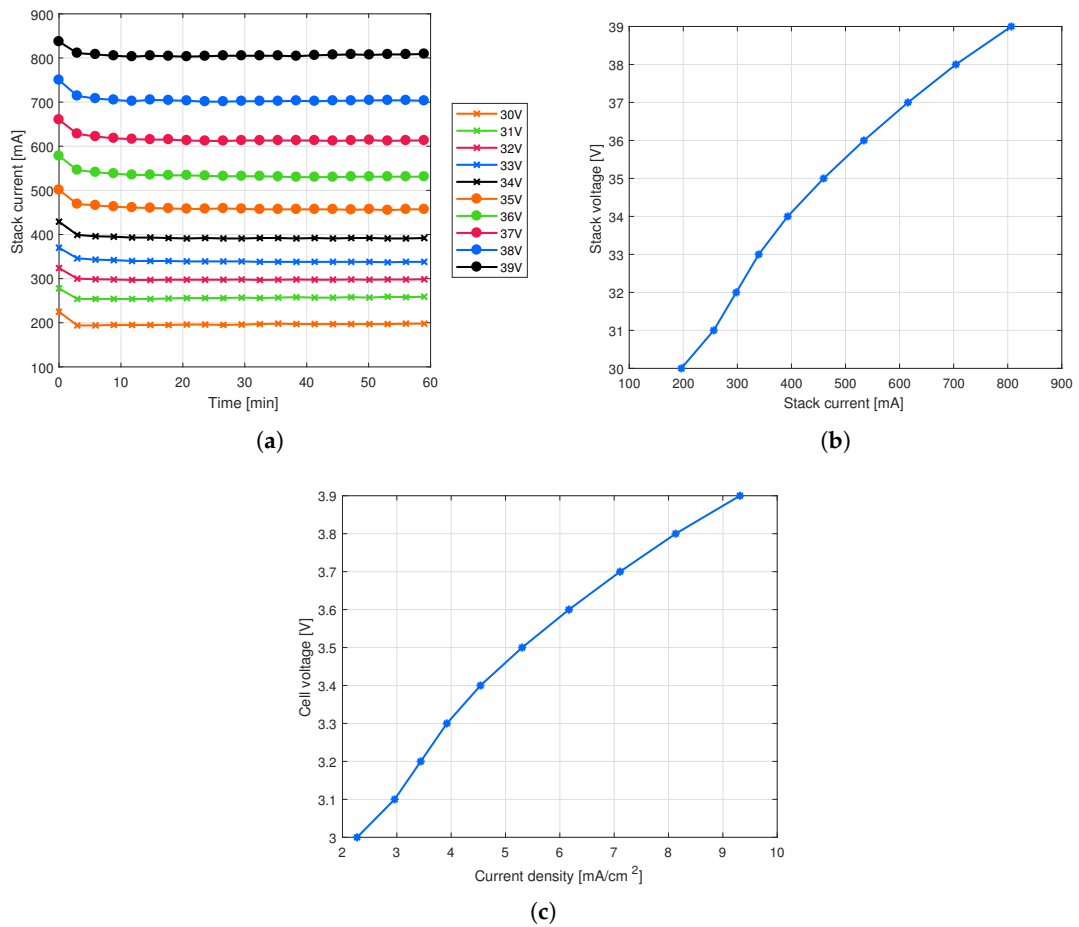 900
800
700
600
500
400
300
200
100
Stack current [mA]
0 10 20 30 40 50 60
Time [min]
30V
31V
32V
33V
34V
35V
36V
37V
38V
39V
(a)
39
38
37
36
35
34
33
32
31
30
Stack voltage [V]
100 200 300 400 500 600 700 800 900
Stack current [mA]
(b)
3.9
3.8
3.7
3.6
3.5
3.4
3.3
3.2
3.1
3
Cell voltage [V]
2 3 4 5 6 7 8 9 10
Current density [mA/cm ²]
(c)